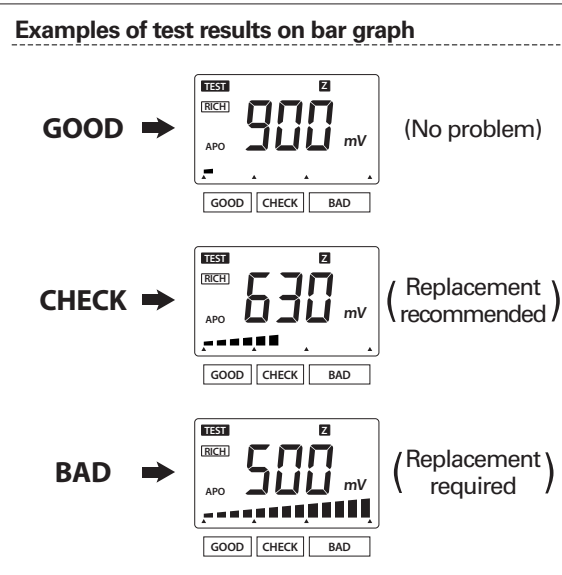 Examples of test results on bar graph
TEST Z
RICH
GOOD 900 mV (No problem)
APO
GOOD CHECK BAD
TEST Z
RICH
CHECK 630 mV (Replacement recommended)
APO
GOOD CHECK BAD
TEST Z
RICH
BAD 500 mV (Replacement required)
APO
GOOD CHECK BAD